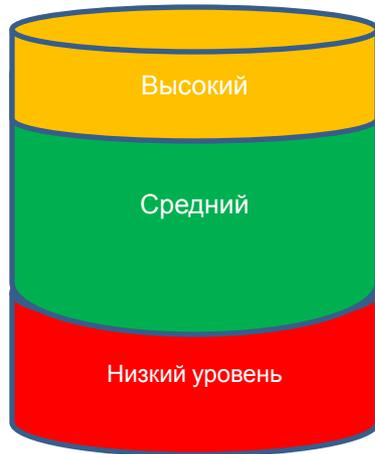 Высокий
Средний
Низкий уровень